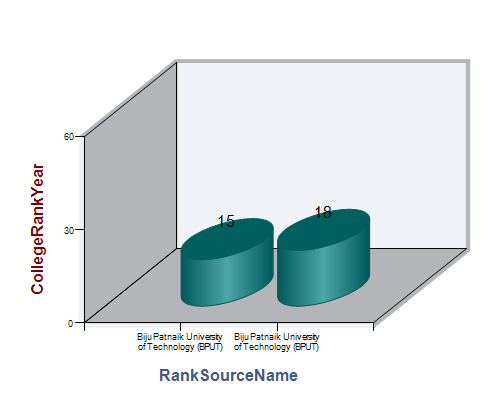 CollegeRankYear
60
30
0
15
18
Biju Patnaik University
of Technology (BPUT)
Biju Patnaik University
of Technology (BPUT)
RankSourceName